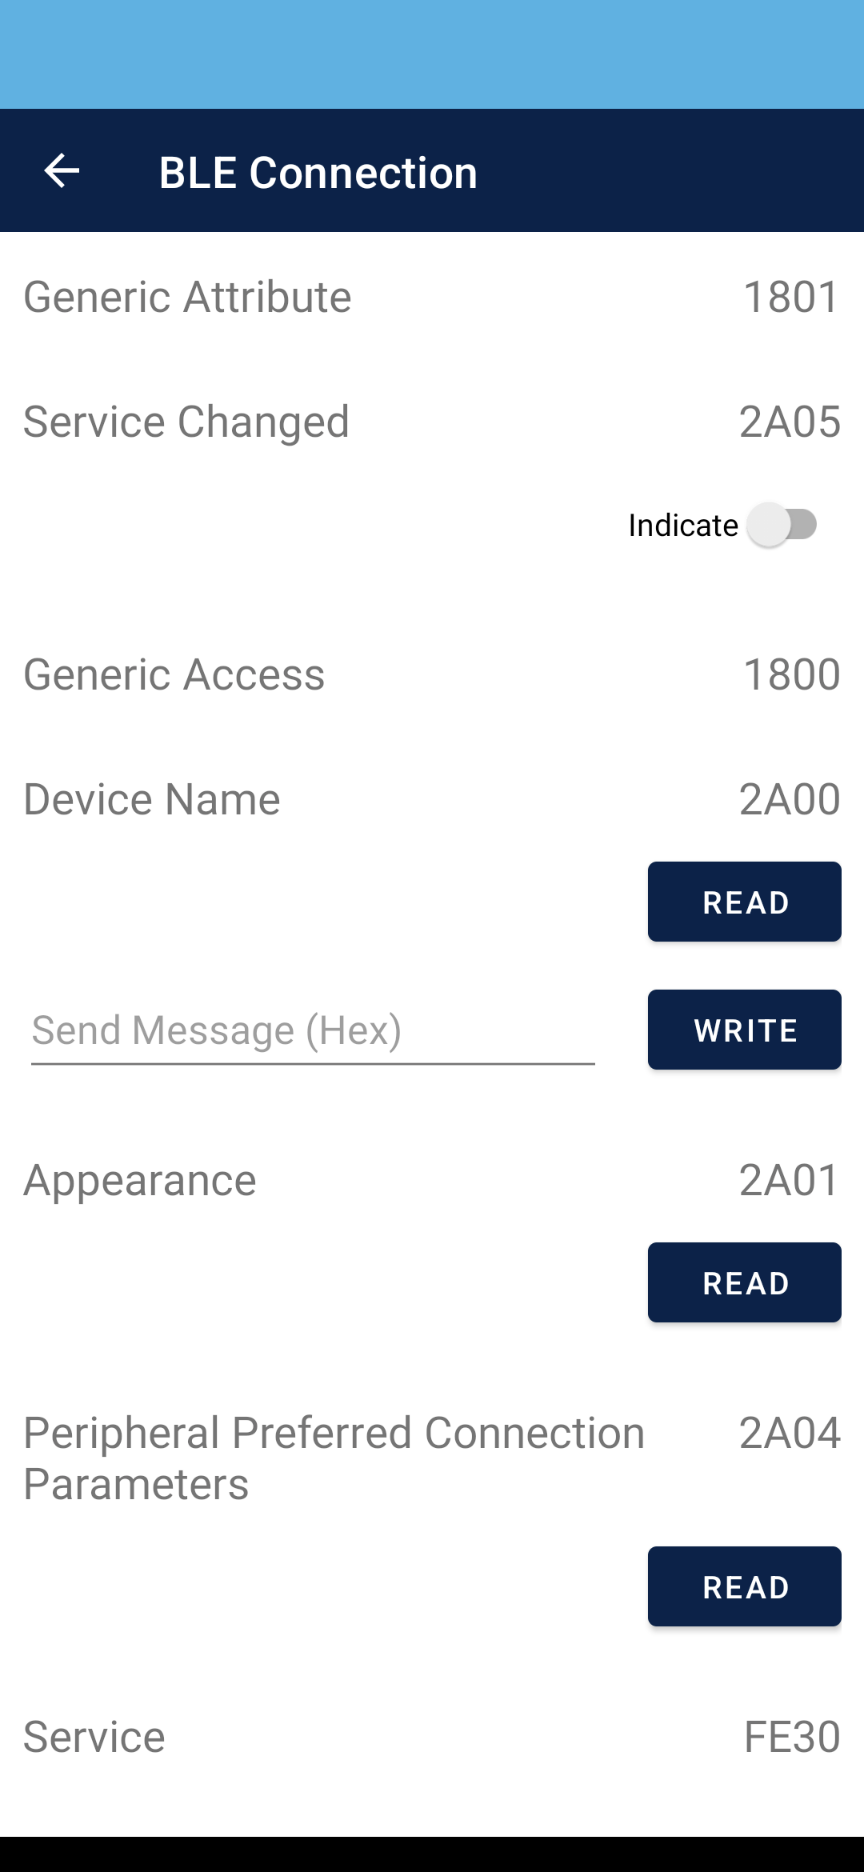 BLE Connection
Generic Attribute 1801
Service Changed 2A05
Indicate
Generic Access 1800
Device Name 2A00
READ
Send Message (Hex) WRITE
Appearance 2A01
READ
Peripheral Preferred Connection 2A04
Parameters
READ
Service FE30